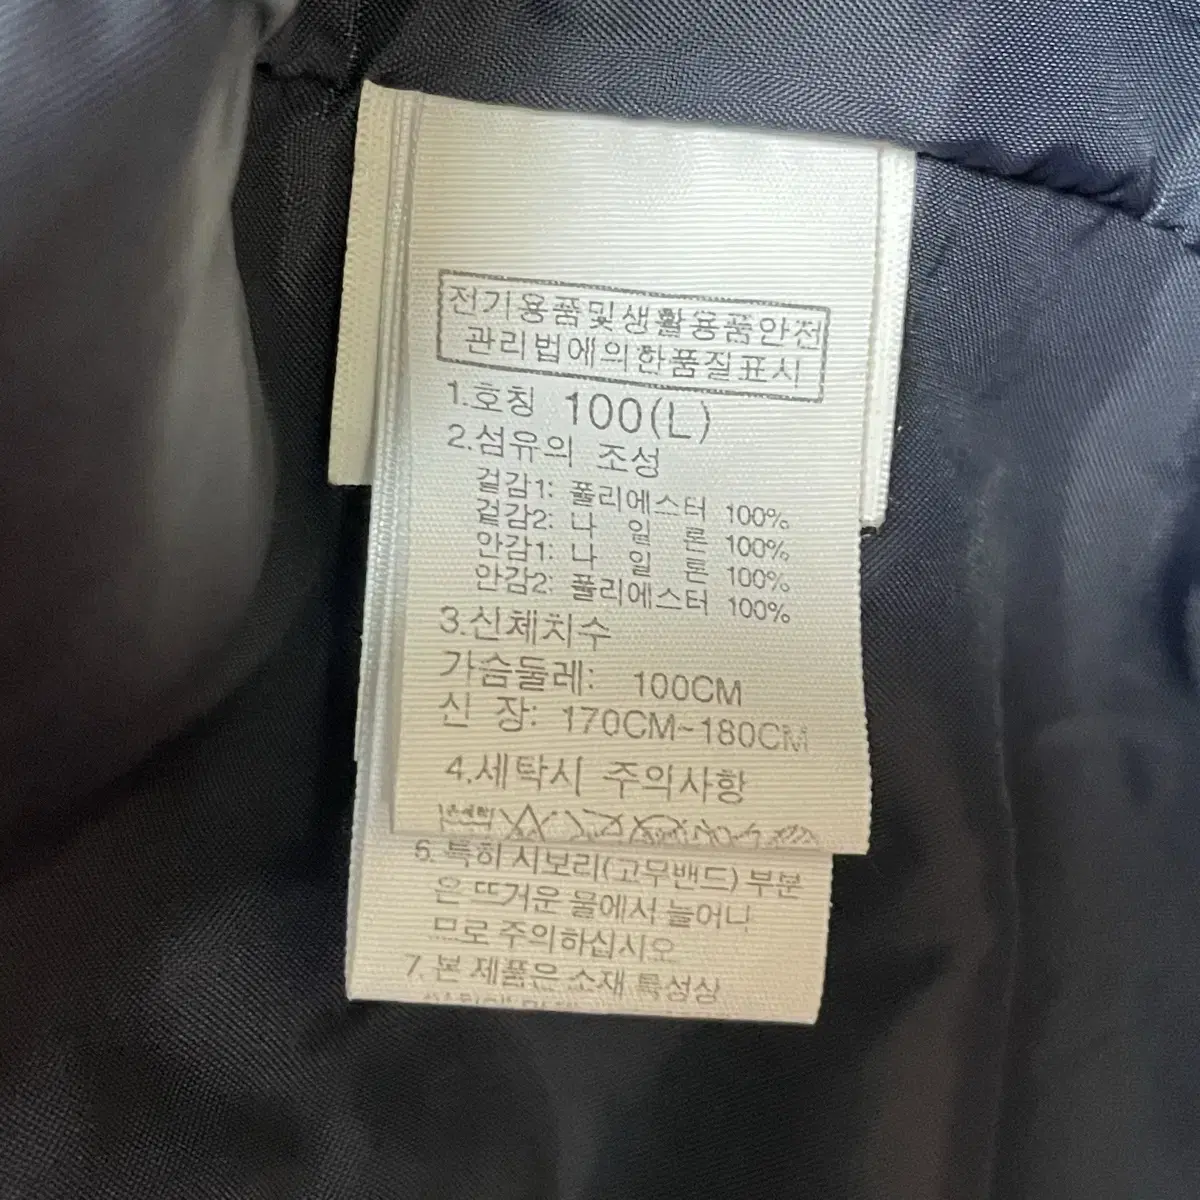 전기용품및생활용품안전
관리법에의한품질표시
1.호칭 100(L)
2.섬유의 조성
겉감1: 폴리에스터 100%
겉감2: 나 일 론 100%
안감1: 나 일 론 100%
안감2: 폴리에스터 100%
3.신체치수
가슴둘레: 100CM
신 장: 170CM~180CM
4.세탁시 주의사항
6. 특히 시보리(고무밴드) 부분
은 뜨거운 물에서 늘어나
므로 주의하십시오
7. 본 제품은 소재 특성상